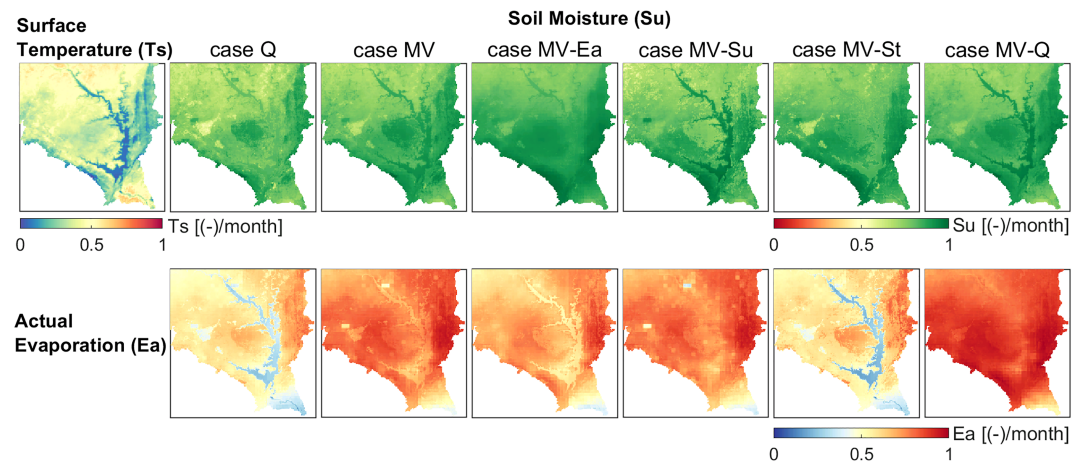 Surface
Temperature (Ts)
Soil Moisture (Su)
case Q
case MV
case MV-Ea
case MV-Su
case MV-St
case MV-Q
Ts [(-)/month]
0
0.5
1
Su [(-)/month]
0
0.5
1
Actual
Evaporation (Ea)
Ea [(-)/month]
0
0.5
1